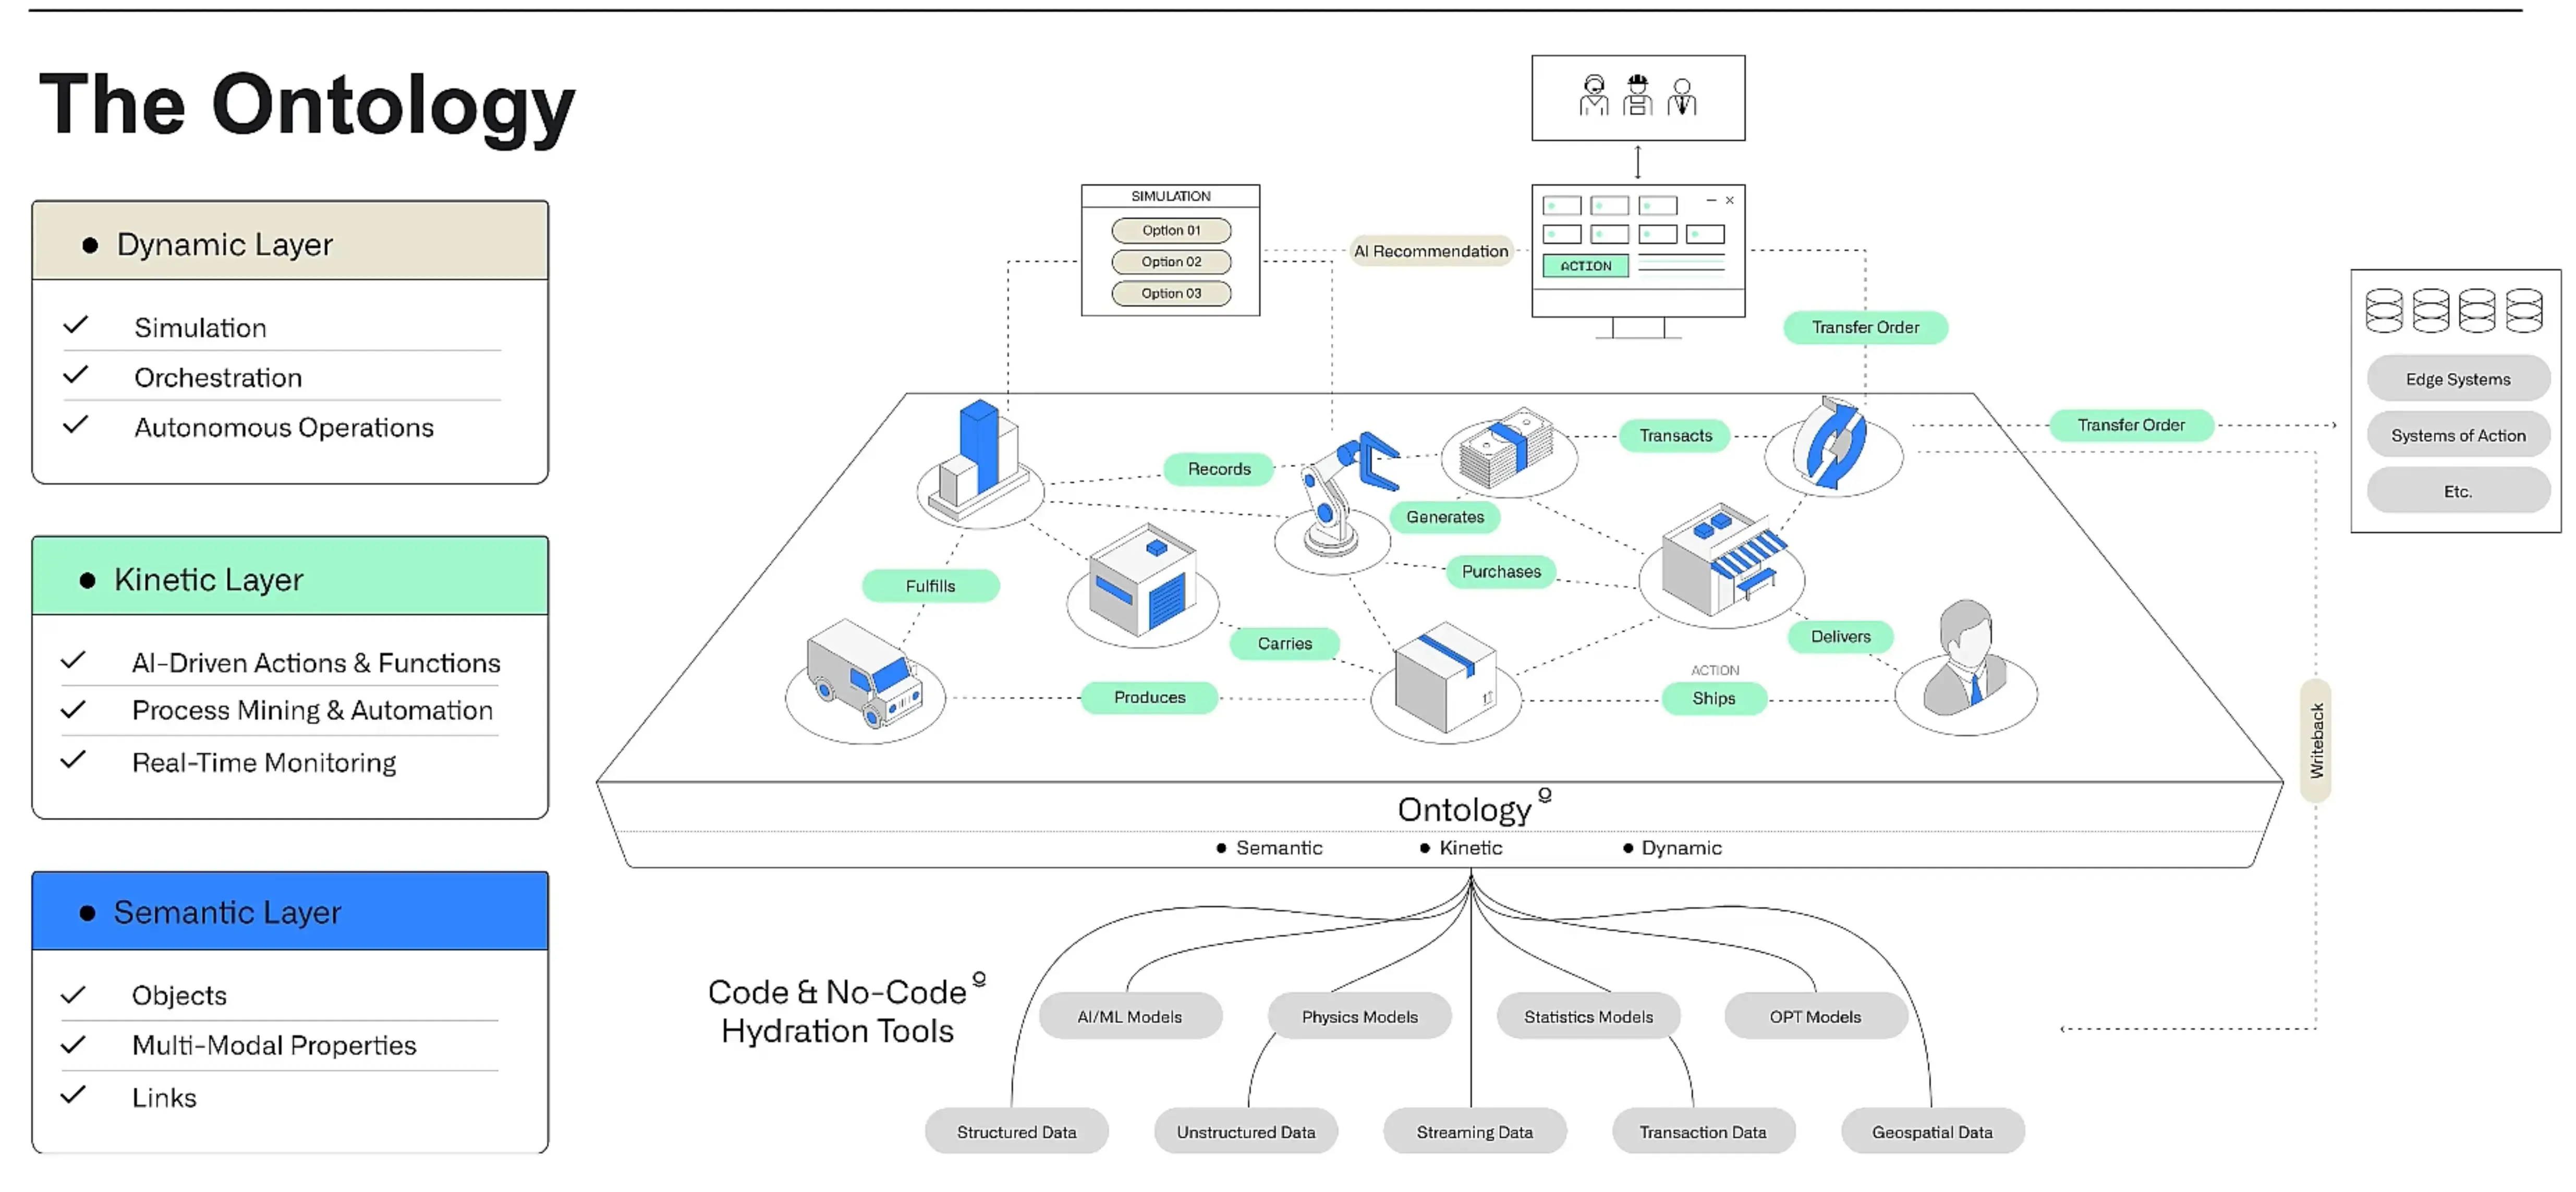 The Ontology
Dynamic Layer
Simulation
Orchestration
Autonomous Operations
Kinetic Layer
AI-Driven Actions & Functions
Process Mining & Automation
Real-Time Monitoring
Semantic Layer
Objects
Multi-Modal Properties
Links
SIMULATION
Option 01
Option 02
Option 03
AI Recommendation
ACTION
Transfer Order
Transfer Order
Edge Systems
Systems of Action
Etc.
Transacts
Records
Generates
Purchases
Fulfills
Carries
Delivers
ACTION
Produces
Ships
Writeback
Ontology
Semantic
Kinetic
Dynamic
Code & No-Code
Hydration Tools
AI/ML Models
Physics Models
Statistics Models
OPT Models
Structured Data
Unstructured Data
Streaming Data
Transaction Data
Geospatial Data